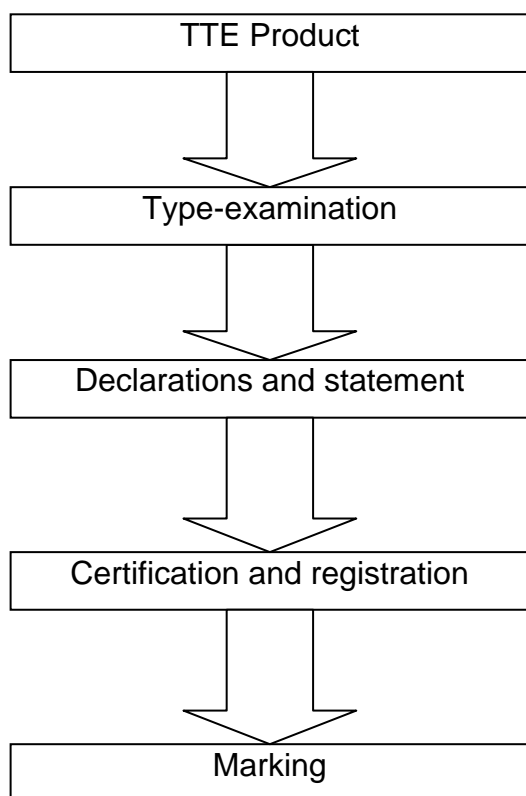 TTE Product
Type-examination
Declarations and statement
Certification and registration
Marking